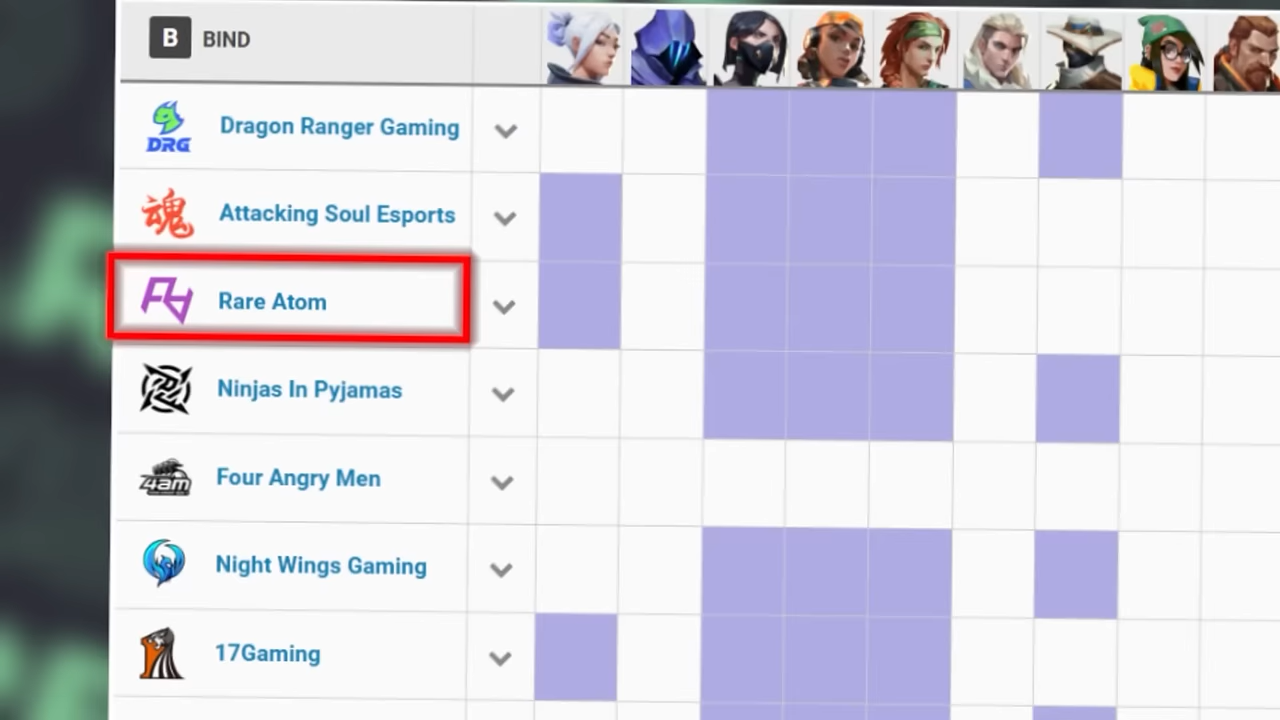 B BIND
DRG Dragon Ranger Gaming
魂 Attacking Soul Esports
RA Rare Atom
Ninjas In Pyjamas
4am Four Angry Men
Night Wings Gaming
17Gaming